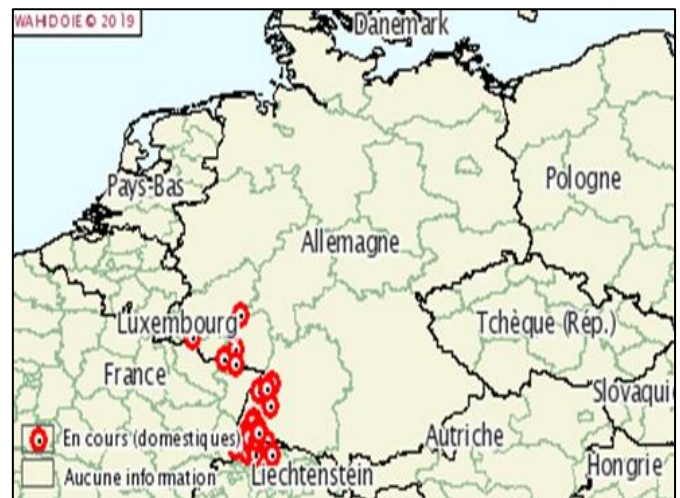 WAHDOIE © 2019
Danemark
Pays-Bas
Pologne
Allemagne
Luxembourg
Tchèque (Rép.)
France
Slovaqui
En cours (domestiques)
Autriche
Aucune information
Liechtenstein
Hongrie